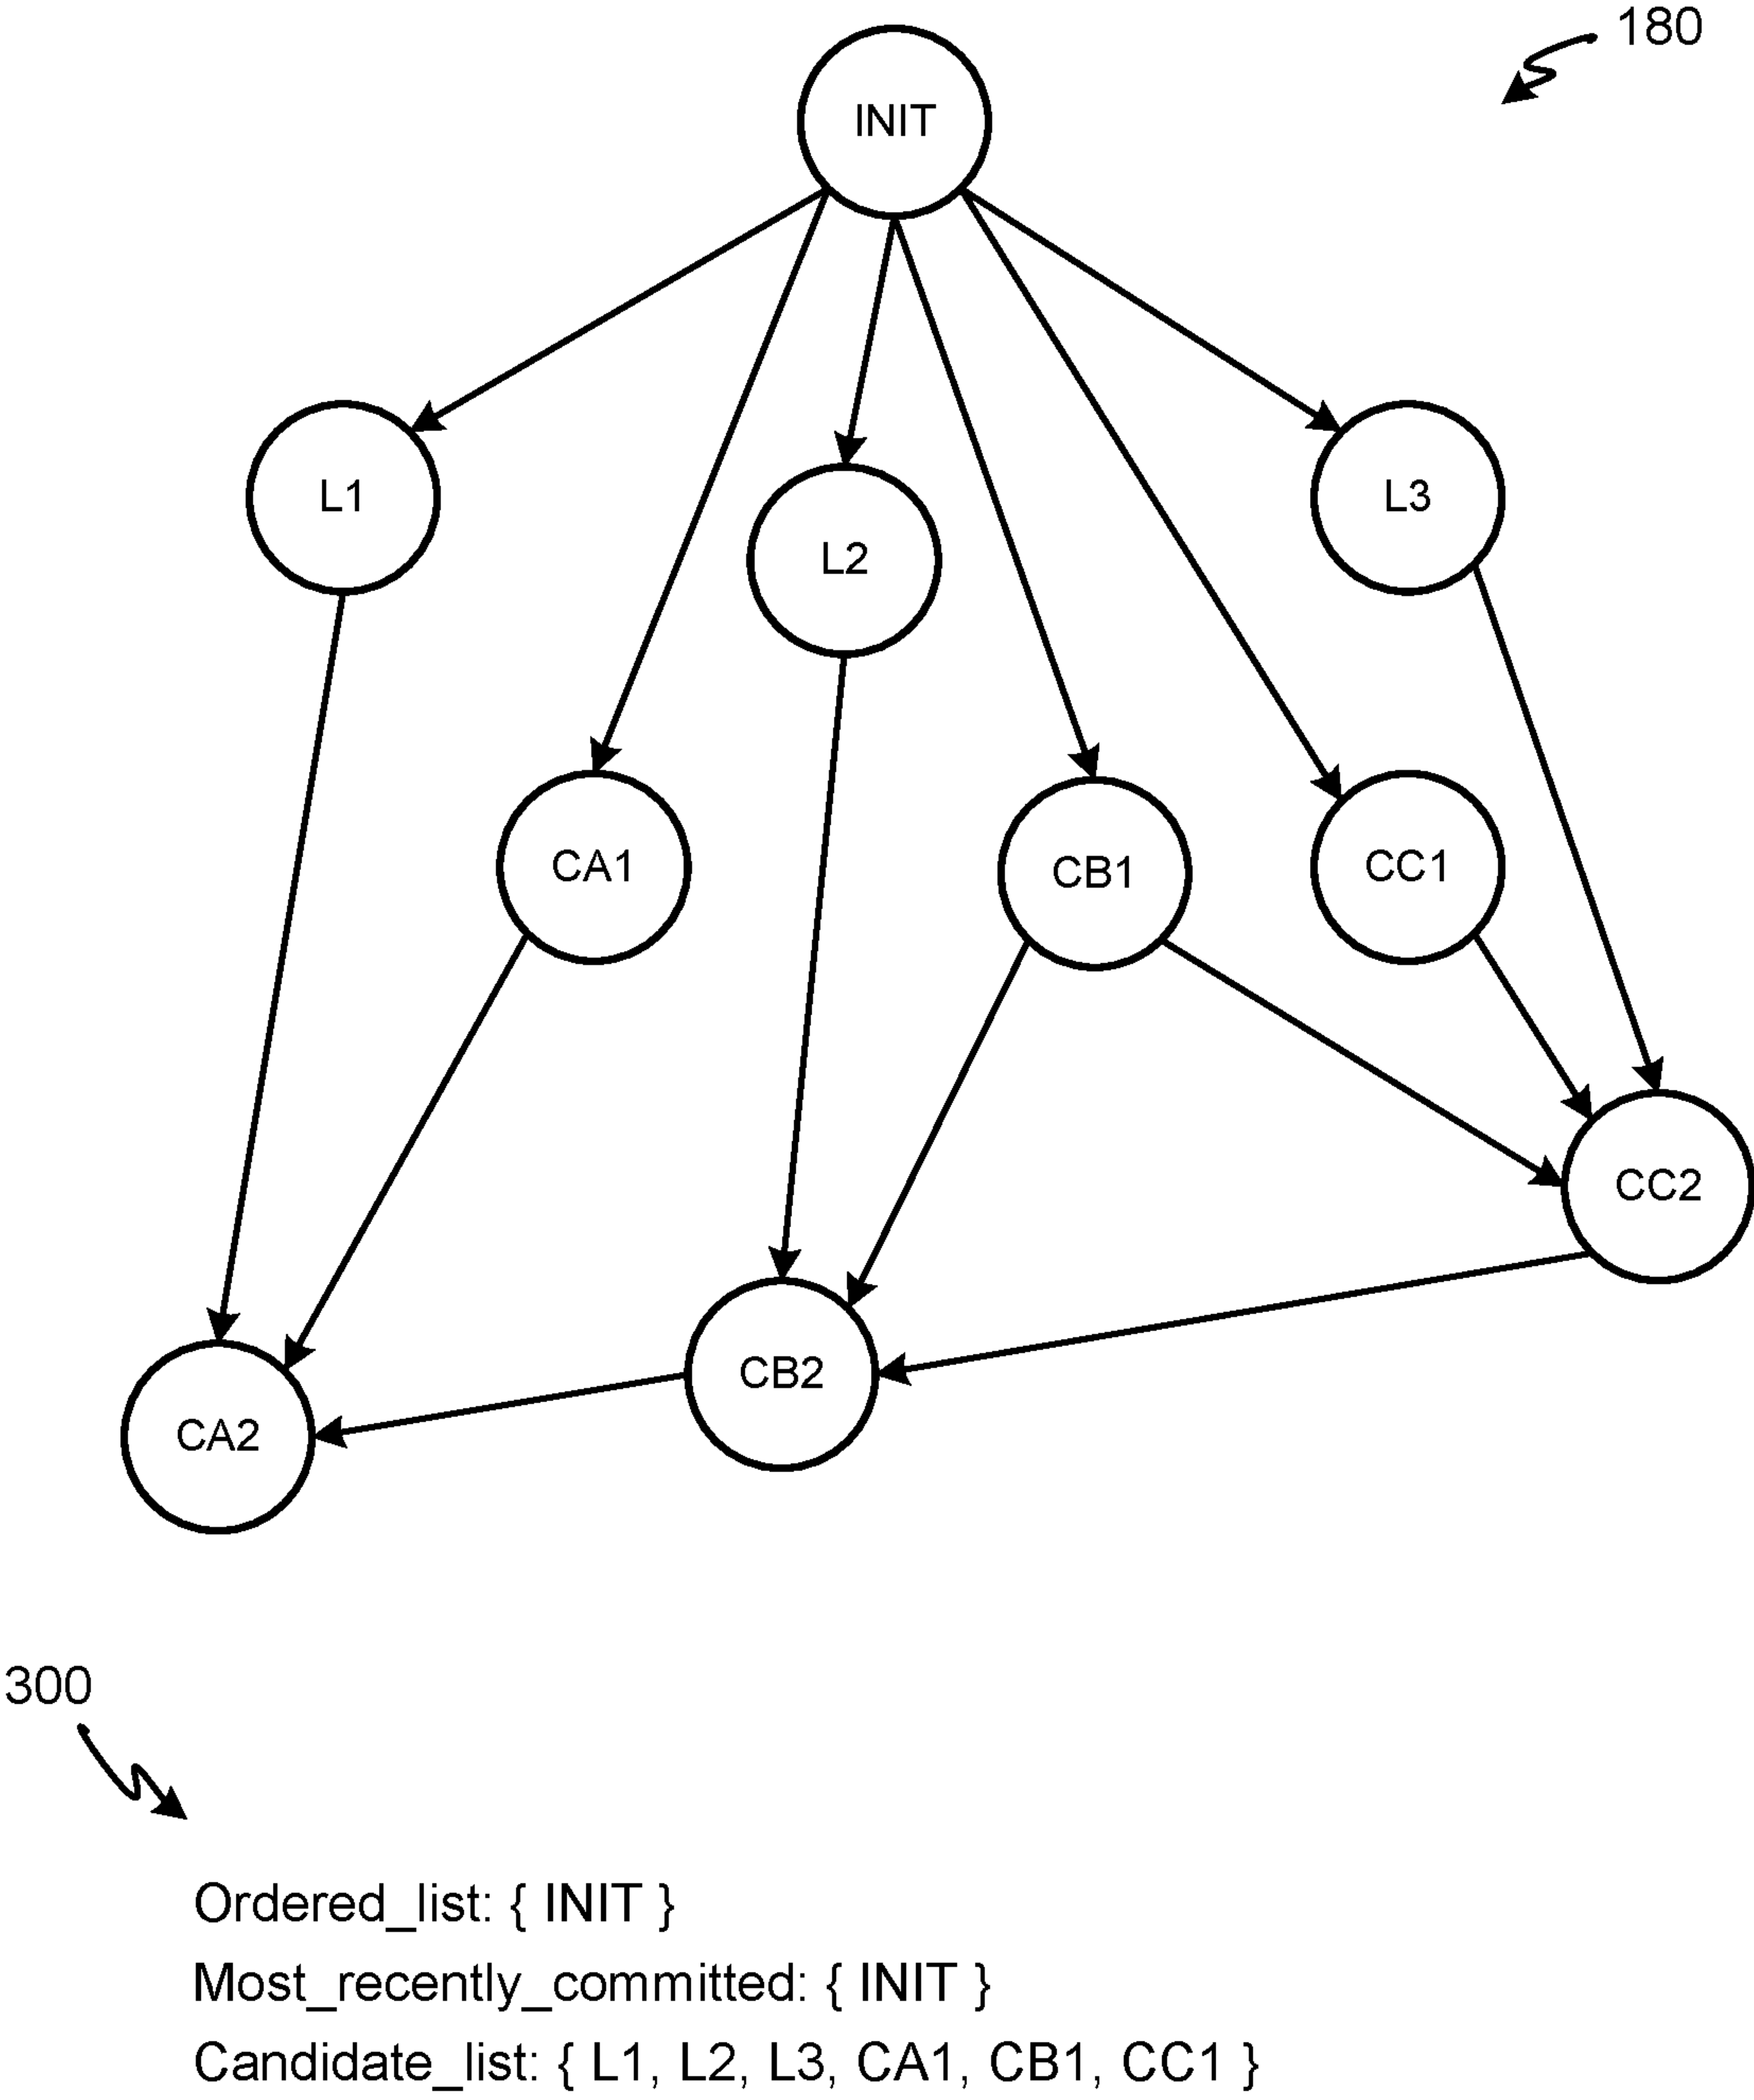 180
INIT
L1
L2
L3
CA1
CB1
CC1
CC2
CB2
CA2
300
Ordered_list: { INIT }
Most_recently_committed: { INIT }
Candidate_list: { L1, L2, L3, CA1, CB1, CC1 }